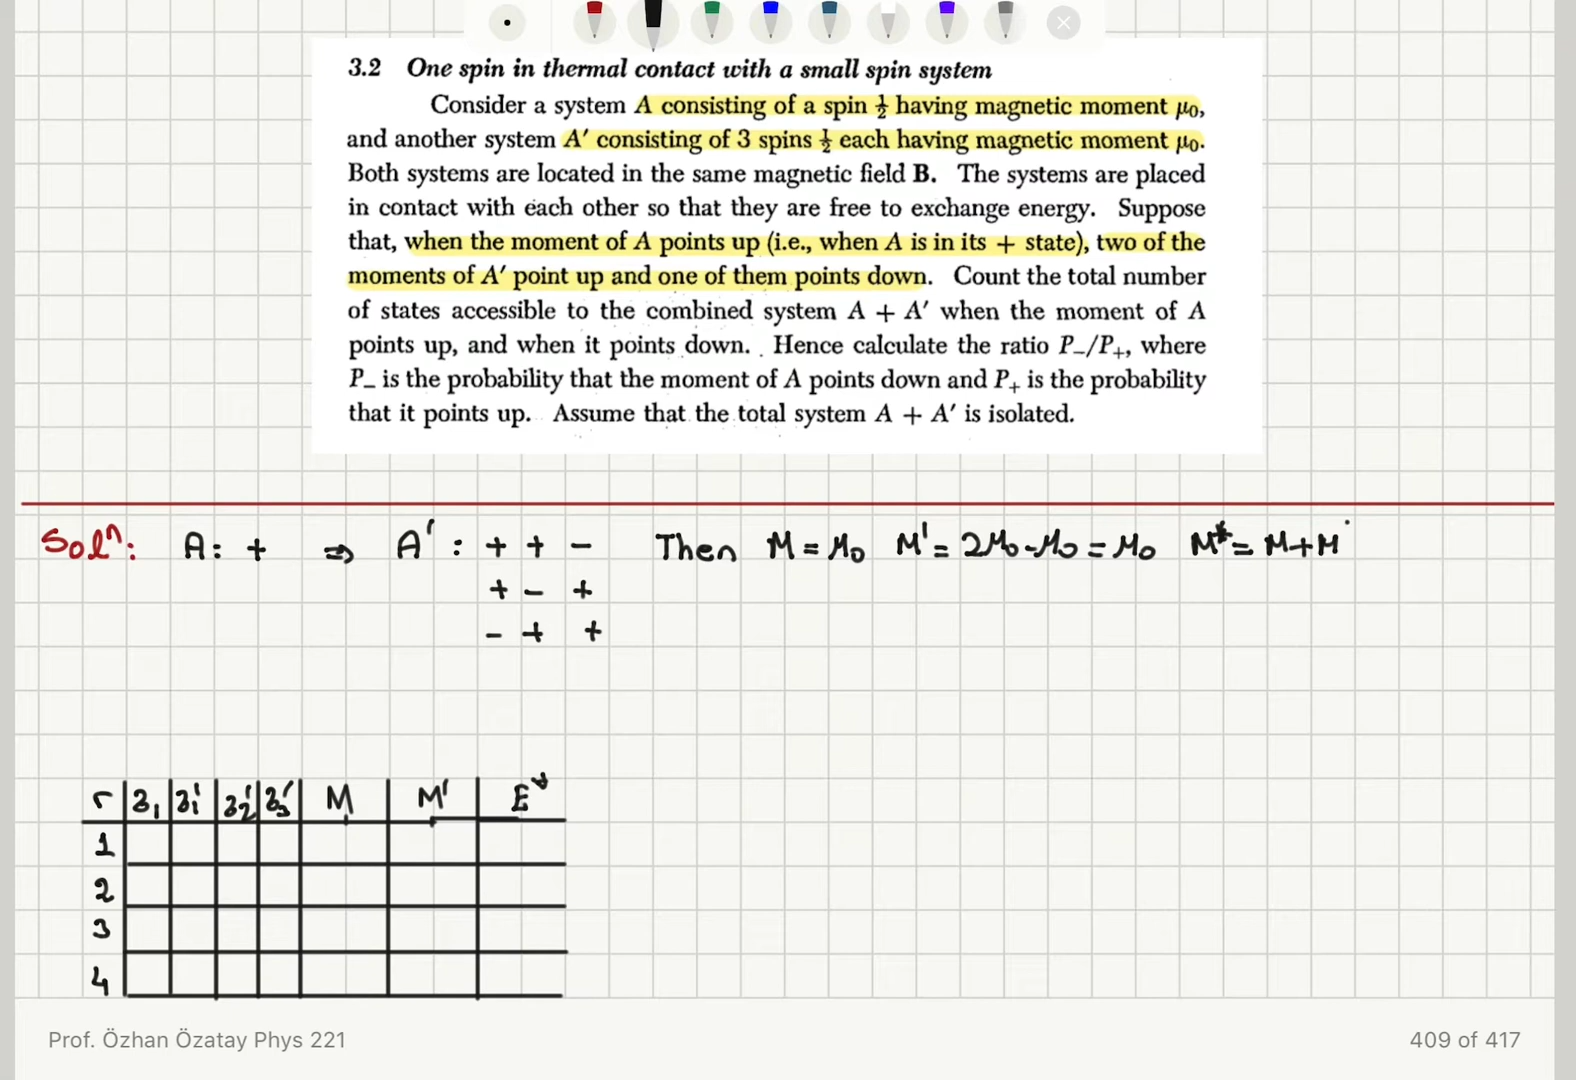 3.2 One spin in thermal contact with a small spin system
Consider a system A consisting of a spin ½ having magnetic moment μ₀,
and another system A′ consisting of 3 spins ½ each having magnetic moment μ₀.
Both systems are located in the same magnetic field B. The systems are placed
in contact with each other so that they are free to exchange energy. Suppose
that, when the moment of A points up (i.e., when A is in its + state), two of the
moments of A′ point up and one of them points down. Count the total number
of states accessible to the combined system A + A′ when the moment of A
points up, and when it points down. Hence calculate the ratio P₋/P₊, where
P₋ is the probability that the moment of A points down and P₊ is the probability
that it points up. Assume that the total system A + A′ is isolated.
Solⁿ: A: + ⇒ A′ : + + − Then M = μ₀ M′ = 2μ₀-μ₀ = μ₀ M* = M+M′
+ − +
− + +
r 3₁ 3₁′ 3₂′ 3₃′ M M′ E*
1
2
3
4
Prof. Özhan Özatay Phys 221
409 of 417